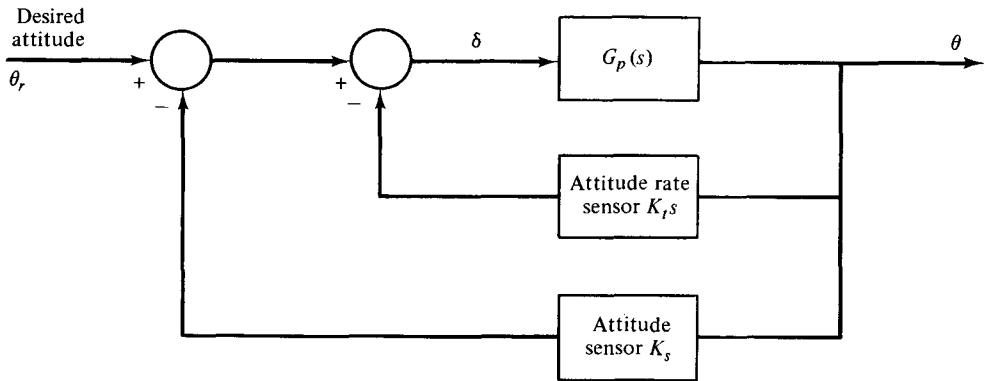 Desired
attitude
θr
+
−
+
−
δ
Gp(s)
θ
Attitude rate
sensor Kts
Attitude
sensor Ks